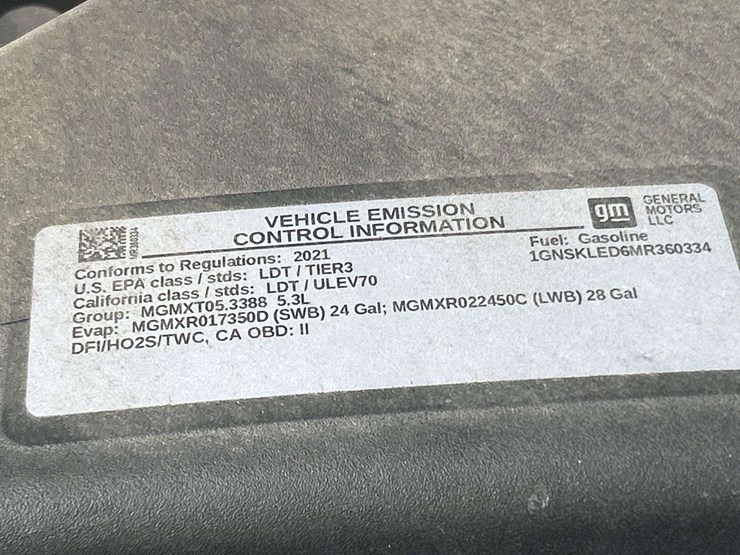 VEHICLE EMISSION
CONTROL INFORMATION
gm
GENERAL
MOTORS
LLC
MR360334
Conforms to Regulations: 2021
Fuel: Gasoline
U.S. EPA class / stds: LDT / TIER3
1GNSKLED6MR360334
California class / stds: LDT / ULEV70
Group: MGMXT05.3388 5.3L
Evap: MGMXR017350D (SWB) 24 Gal; MGMXR022450C (LWB) 28 Gal
DFI/HO2S/TWC, CA OBD: II